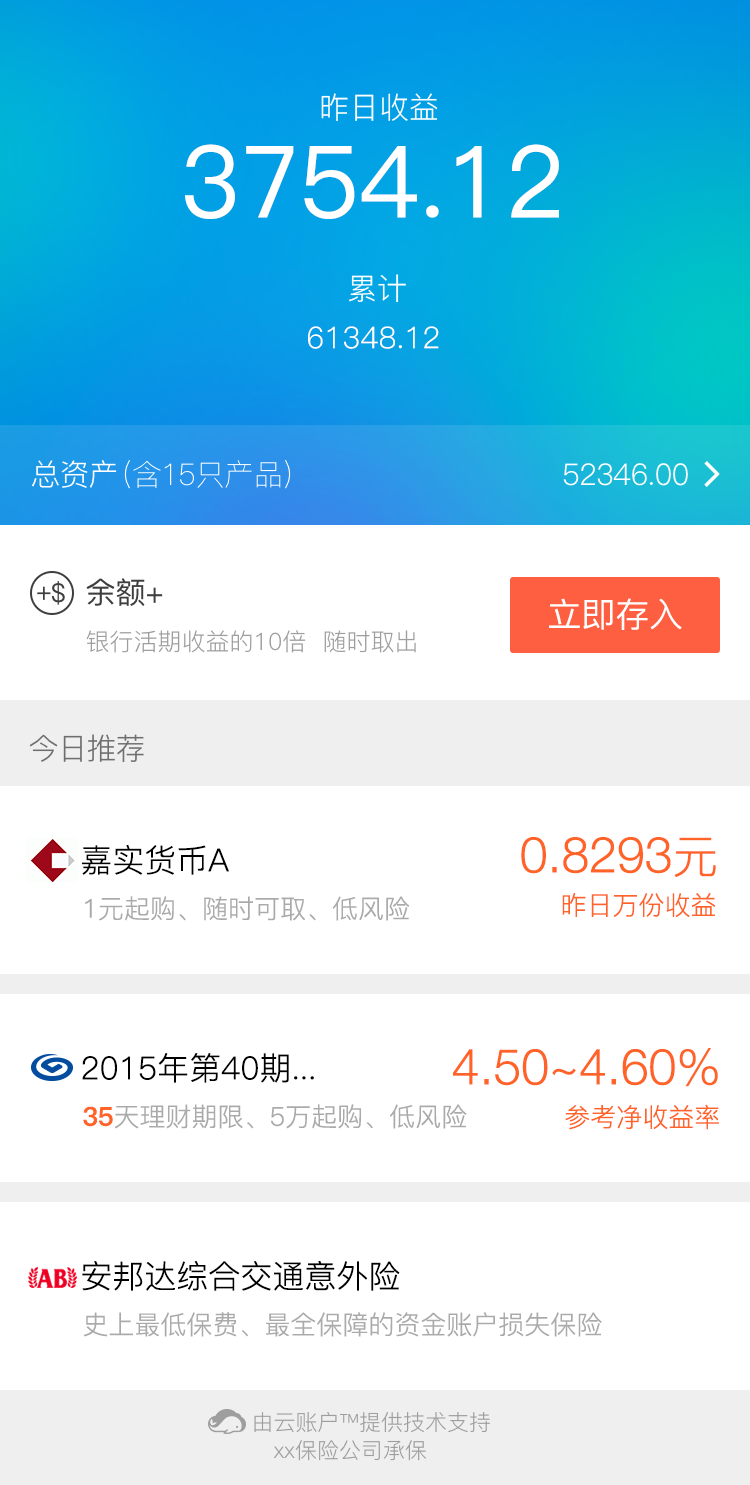 昨日收益
3754.12
累计
61348.12
总资产(含15只产品) 52346.00
+$ 余额+
银行活期收益的10倍 随时取出
立即存入
今日推荐
嘉实货币A 0.8293元
1元起购、随时可取、低风险 昨日万份收益
2015年第40期... 4.50~4.60%
35天理财期限、5万起购、低风险 参考净收益率
AB 安邦达综合交通意外险
史上最低保费、最全保障的资金账户损失保险
由云账户™提供技术支持
xx保险公司承保